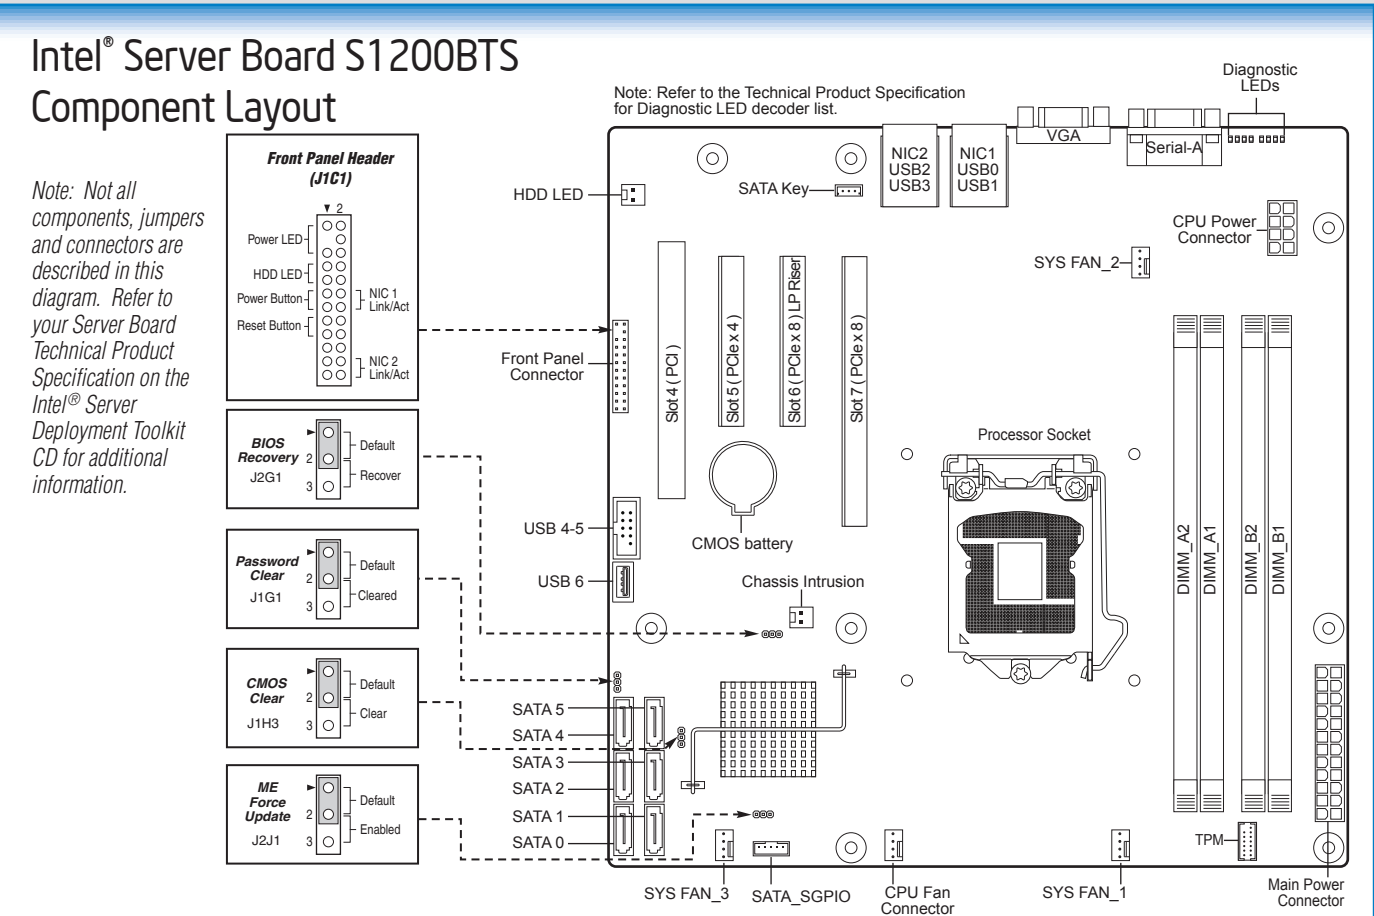 Intel® Server Board S1200BTS
Component Layout
Note: Not all
components, jumpers
and connectors are
described in this
diagram. Refer to
your Server Board
Technical Product
Specification on the
Intel® Server
Deployment Toolkit
CD for additional
information.
Front Panel Header
(J1C1)
2
Power LED
HDD LED
Power Button
Reset Button
NIC 1
Link/Act
NIC 2
Link/Act
BIOS
Recovery
J2G1
2
3
Default
Recover
Password
Clear
J1G1
2
3
Default
Cleared
CMOS
Clear
J1H3
2
3
Default
Clear
ME
Force
Update
J2J1
2
3
Default
Enabled
Note: Refer to the Technical Product Specification
for Diagnostic LED decoder list.
Diagnostic
LEDs
HDD LED
SATA Key
NIC2
USB2
USB3
NIC1
USB0
USB1
VGA
Serial-A
CPU Power
Connector
SYS FAN_2
Front Panel
Connector
Slot 4 ( PCI )
Slot 5 ( PCIe x 4 )
Slot 6 ( PCIe x 8 ) LP Riser
Slot 7 ( PCIe x 8 )
Processor Socket
USB 4-5
CMOS battery
USB 6
Chassis Intrusion
DIMM_A2
DIMM_A1
DIMM_B2
DIMM_B1
SATA 5
SATA 4
SATA 3
SATA 2
SATA 1
SATA 0
TPM
SYS FAN_3
SATA_SGPIO
CPU Fan
Connector
SYS FAN_1
Main Power
Connector